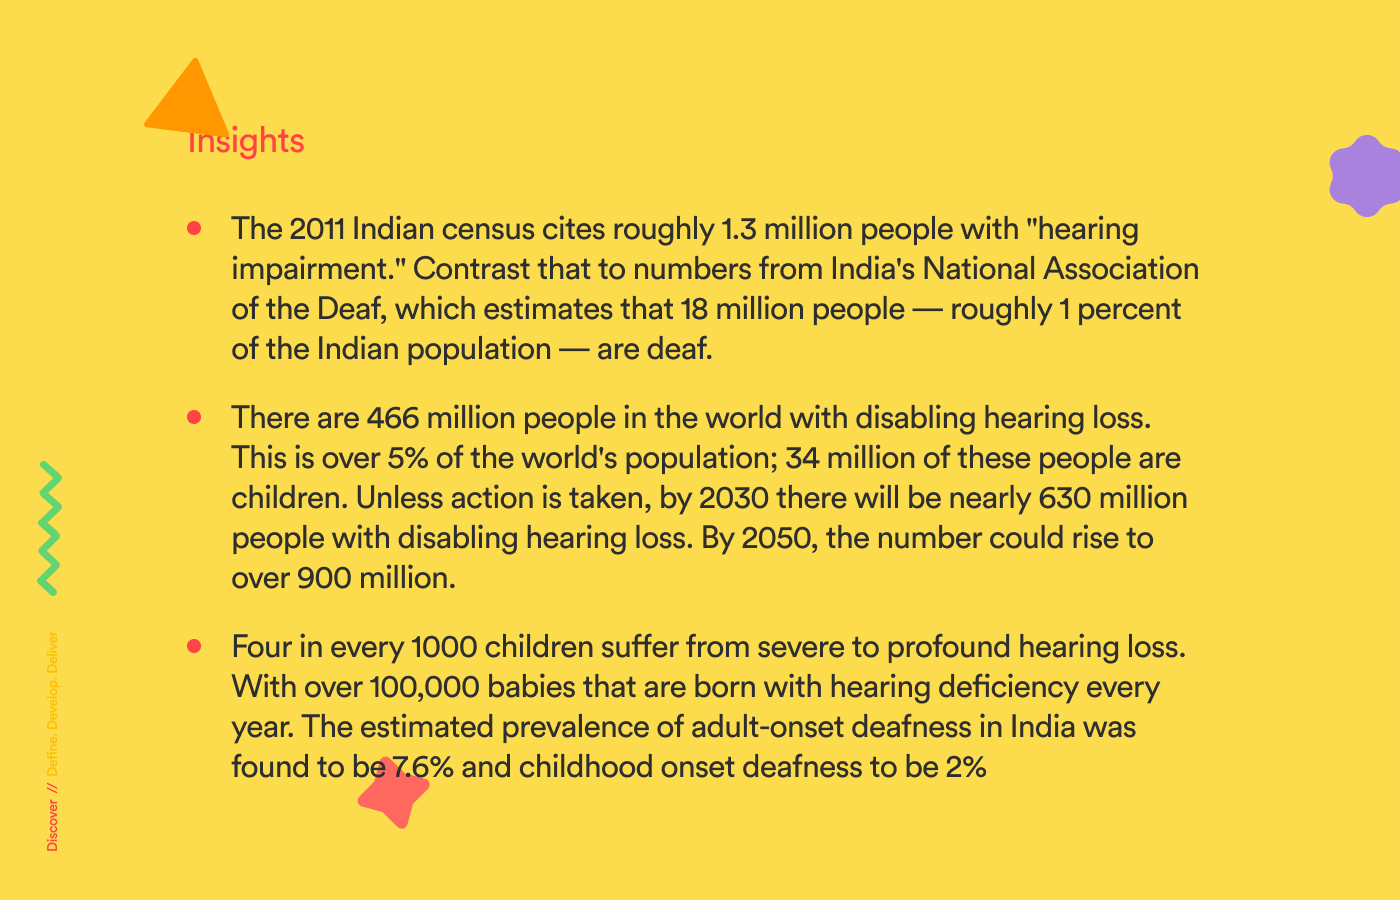 Insights
The 2011 Indian census cites roughly 1.3 million people with "hearing
impairment." Contrast that to numbers from India's National Association
of the Deaf, which estimates that 18 million people — roughly 1 percent
of the Indian population — are deaf.
There are 466 million people in the world with disabling hearing loss.
This is over 5% of the world's population; 34 million of these people are
children. Unless action is taken, by 2030 there will be nearly 630 million
people with disabling hearing loss. By 2050, the number could rise to
over 900 million.
Four in every 1000 children suffer from severe to profound hearing loss.
With over 100,000 babies that are born with hearing deficiency every
year. The estimated prevalence of adult-onset deafness in India was
found to be 7.6% and childhood onset deafness to be 2%
Discover // Define. Develop. Deliver